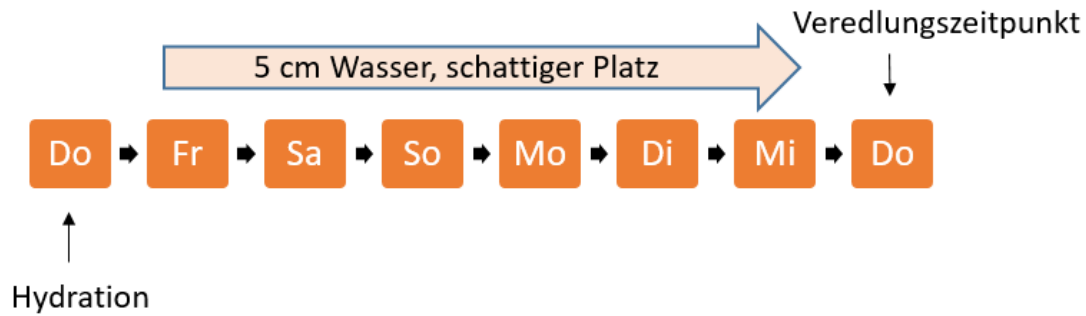 Veredlungszeitpunkt
5 cm Wasser, schattiger Platz
Do Fr Sa So Mo Di Mi Do
Hydration